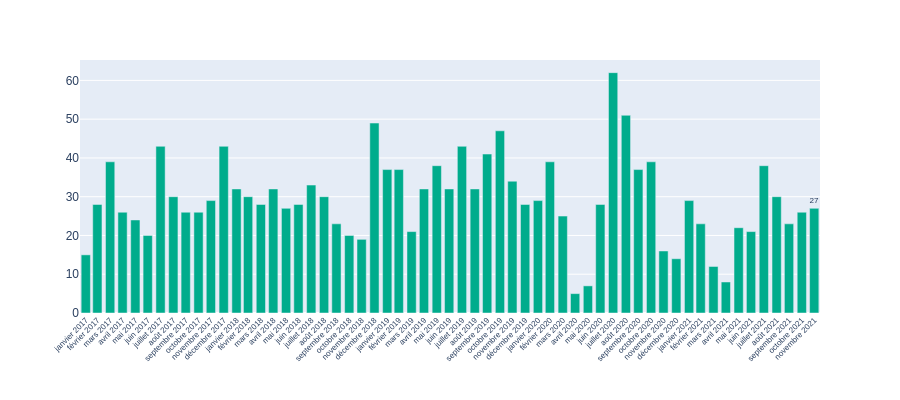 60
50
40
30
20
10
0
27
janvier 2017
février 2017
mars 2017
avril 2017
mai 2017
juin 2017
juillet 2017
août 2017
septembre 2017
octobre 2017
novembre 2017
décembre 2017
janvier 2018
février 2018
mars 2018
avril 2018
mai 2018
juin 2018
juillet 2018
août 2018
septembre 2018
octobre 2018
novembre 2018
décembre 2018
janvier 2019
février 2019
mars 2019
avril 2019
mai 2019
juin 2019
juillet 2019
août 2019
septembre 2019
octobre 2019
novembre 2019
décembre 2019
janvier 2020
février 2020
mars 2020
avril 2020
mai 2020
juin 2020
juillet 2020
août 2020
septembre 2020
octobre 2020
novembre 2020
décembre 2020
janvier 2021
février 2021
mars 2021
avril 2021
mai 2021
juin 2021
juillet 2021
août 2021
septembre 2021
octobre 2021
novembre 2021